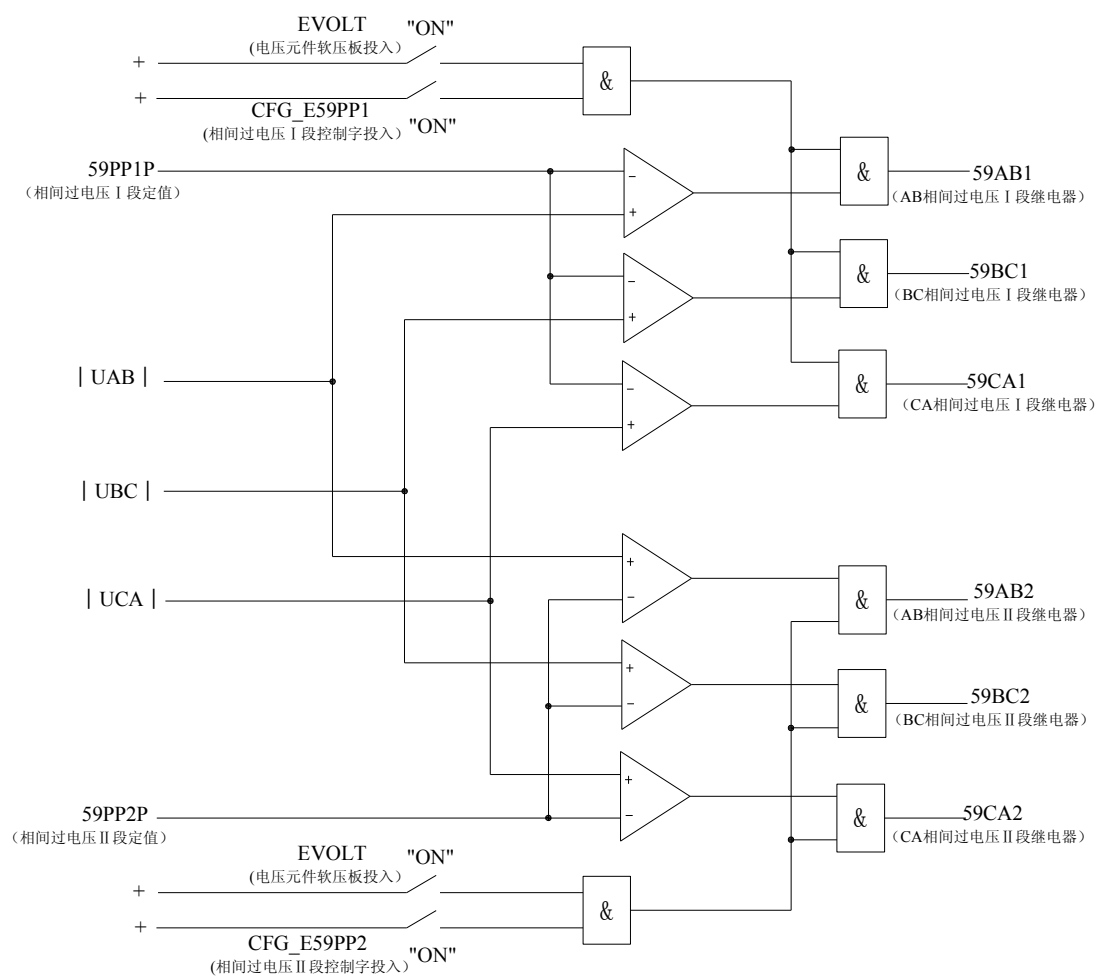 EVOLT "ON"
(电压元件软压板投入)
+
&
+
CFG_E59PP1
(相间过电压Ⅰ段控制字投入) "ON"
59PP1P
(相间过电压Ⅰ段定值)
−
+
&
59AB1
(AB相间过电压Ⅰ段继电器)
−
+
&
59BC1
(BC相间过电压Ⅰ段继电器)
| UAB |
−
+
&
59CA1
(CA相间过电压Ⅰ段继电器)
| UBC |
| UCA |
+
−
&
59AB2
(AB相间过电压Ⅱ段继电器)
+
−
&
59BC2
(BC相间过电压Ⅱ段继电器)
59PP2P
(相间过电压Ⅱ段定值)
+
−
&
59CA2
(CA相间过电压Ⅱ段继电器)
EVOLT "ON"
(电压元件软压板投入)
+
&
+
CFG_E59PP2
(相间过电压Ⅱ段控制字投入) "ON"